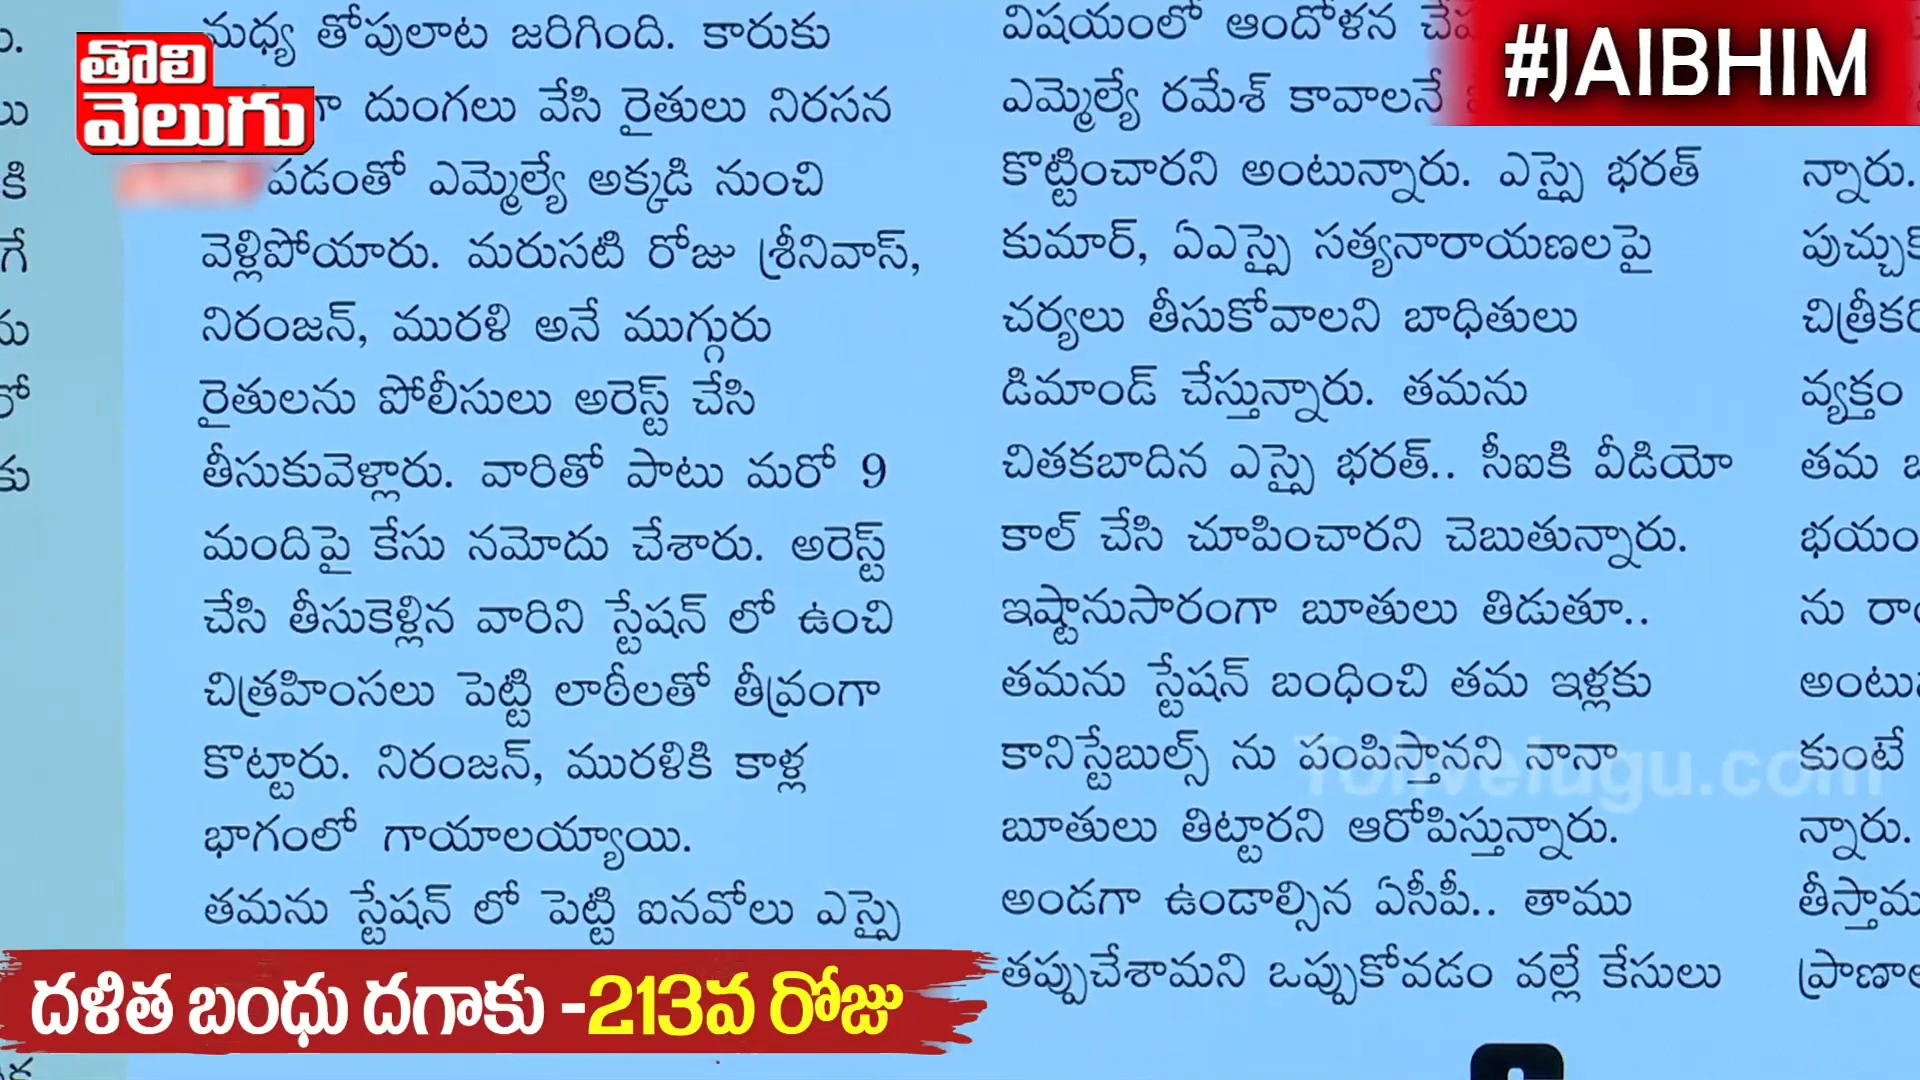 తొలి
వెలుగు
#JAIBHIM
మధ్య తోపులాట జరిగింది. కారుకు
దుంగలు వేసి రైతులు నిరసన
పడంతో ఎమ్మెల్యే అక్కడి నుంచి
వెళ్లిపోయారు. మరుసటి రోజు శ్రీనివాస్,
నిరంజన్, మురళి అనే ముగ్గురు
రైతులను పోలీసులు అరెస్ట్ చేసి
తీసుకువెళ్లారు. వారితో పాటు మరో 9
మందిపై కేసు నమోదు చేశారు. అరెస్ట్
చేసి తీసుకెళ్లిన వారిని స్టేషన్ లో ఉంచి
చిత్రహింసలు పెట్టి లాఠీలతో తీవ్రంగా
కొట్టారు. నిరంజన్, మురళికి కాళ్ల
భాగంలో గాయాలయ్యాయి.
తమను స్టేషన్ లో పెట్టి ఐనవోలు ఎస్పై
విషయంలో ఆందోళన
ఎమ్మెల్యే రమేశ్ కావాలనే
కొట్టించారని అంటున్నారు. ఎస్పై భరత్
కుమార్, ఏఎస్పై సత్యనారాయణలపై
చర్యలు తీసుకోవాలని బాధితులు
డిమాండ్ చేస్తున్నారు. తమను
చితకబాదిన ఎస్పై భరత్.. సీఐకి వీడియో
కాల్ చేసి చూపించారని చెబుతున్నారు.
ఇష్టానుసారంగా బూతులు తిడుతూ..
తమను స్టేషన్ బంధించి తమ ఇళ్లకు
కానిస్టేబుల్స్ ను పంపిస్తానని నానా
బూతులు తిట్టారని ఆరోపిస్తున్నారు.
అండగా ఉండాల్సిన ఏసీపీ.. తాము
తప్పుచేశామని ఒప్పుకోవడం వల్లే కేసులు
న్నారు.
వ్యక్తం
తమ
ను
కుంటే
న్నారు.
Tolivelugu.com
దళిత బంధు దగాకు -213వ రోజు